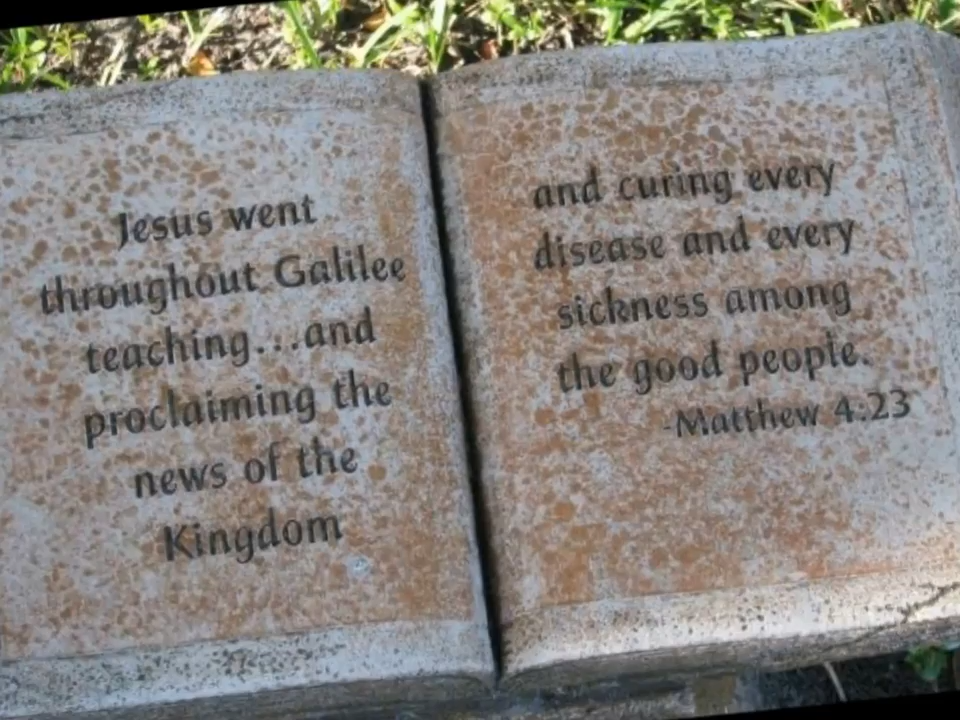 Jesus went
throughout Galilee
teaching...and
proclaiming the
news of the
Kingdom
and curing every
disease and every
sickness among
the good people.
-Matthew 4:23